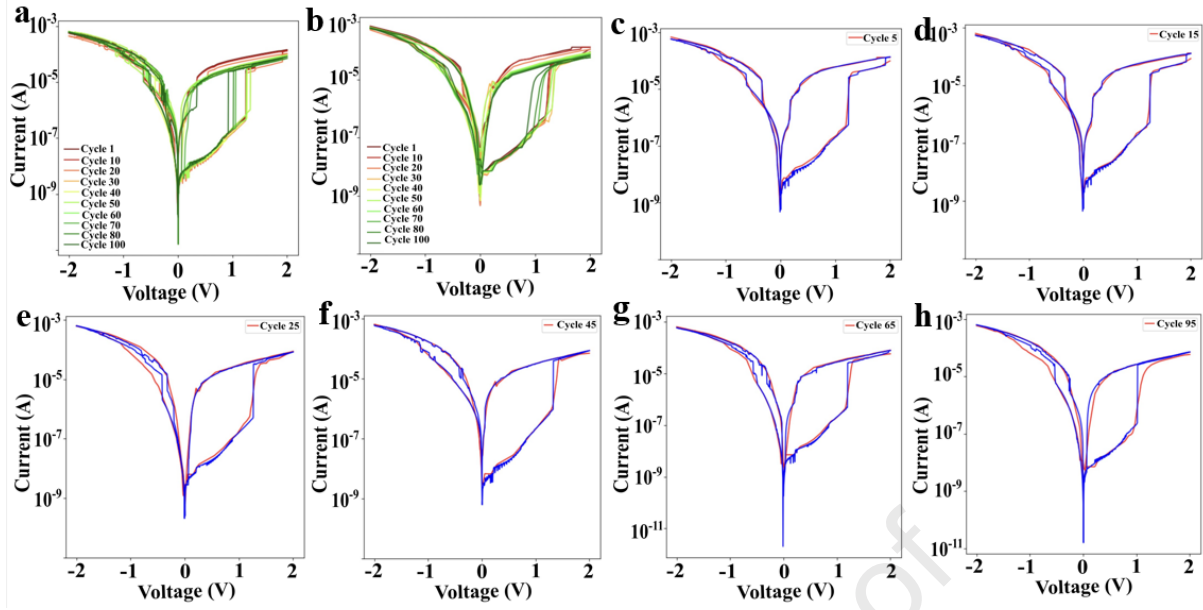 a
Current (A)
10⁻³
10⁻⁵
10⁻⁷
10⁻⁹
Cycle 1
Cycle 10
Cycle 20
Cycle 30
Cycle 40
Cycle 50
Cycle 60
Cycle 70
Cycle 80
Cycle 100
-2 -1 0 1 2
Voltage (V)
b
Current (A)
10⁻³
10⁻⁵
10⁻⁷
10⁻⁹
Cycle 1
Cycle 10
Cycle 20
Cycle 30
Cycle 40
Cycle 50
Cycle 60
Cycle 70
Cycle 80
Cycle 100
-2 -1 0 1 2
Voltage (V)
c
Current (A)
10⁻³
10⁻⁵
10⁻⁷
10⁻⁹
Cycle 5
-2 -1 0 1 2
Voltage (V)
d
Current (A)
10⁻³
10⁻⁵
10⁻⁷
10⁻⁹
Cycle 15
-2 -1 0 1 2
Voltage (V)
e
Current (A)
10⁻³
10⁻⁵
10⁻⁷
10⁻⁹
Cycle 25
-2 -1 0 1 2
Voltage (V)
f
Current (A)
10⁻³
10⁻⁵
10⁻⁷
10⁻⁹
Cycle 45
-2 -1 0 1 2
Voltage (V)
g
Current (A)
10⁻³
10⁻⁵
10⁻⁷
10⁻⁹
10⁻¹¹
Cycle 65
-2 -1 0 1 2
Voltage (V)
h
Current (A)
10⁻³
10⁻⁵
10⁻⁷
10⁻⁹
10⁻¹¹
Cycle 95
-2 -1 0 1 2
Voltage (V)
of